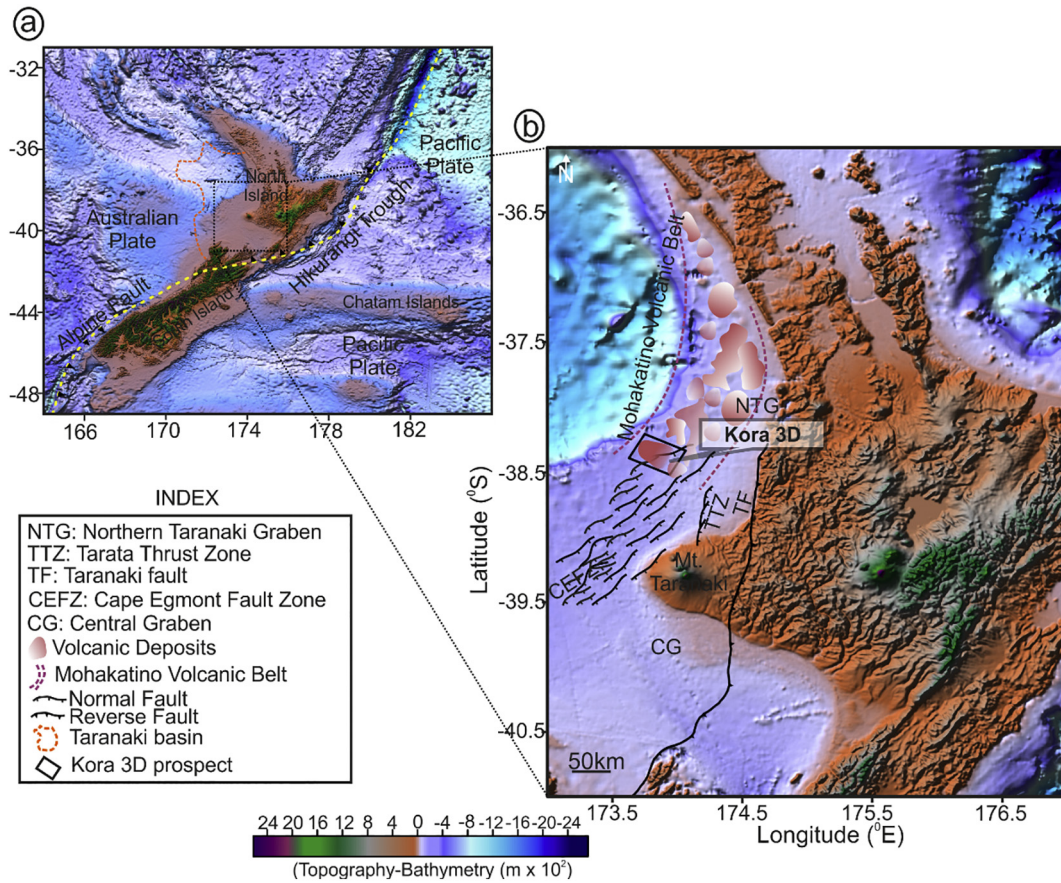 a
-32
-36
-40
-44
-48
166
170
174
178
182
North
Island
Pacific
Plate
Australian
Plate
Hikurangi Trough
Alpine Fault
South Island
Chatam Islands
Pacific
Plate
INDEX
NTG: Northern Taranaki Graben
TTZ: Tarata Thrust Zone
TF: Taranaki fault
CEFZ: Cape Egmont Fault Zone
CG: Central Graben
Volcanic Deposits
Mohakatino Volcanic Belt
Normal Fault
Reverse Fault
Taranaki basin
Kora 3D prospect
b
N
-36.5
-37.5
-38.5
-39.5
-40.5
Latitude (⁰S)
Mohakatino Volcanic Belt
NTG
Kora 3D
TTZ
TF
CEFZ
Mt.
Taranaki
CG
50km
173.5
174.5
175.5
176.5
Longitude (⁰E)
24 20 16 12 8 4 0 -4 -8 -12 -16 -20 -24
(Topography-Bathymetry (m x 10²)